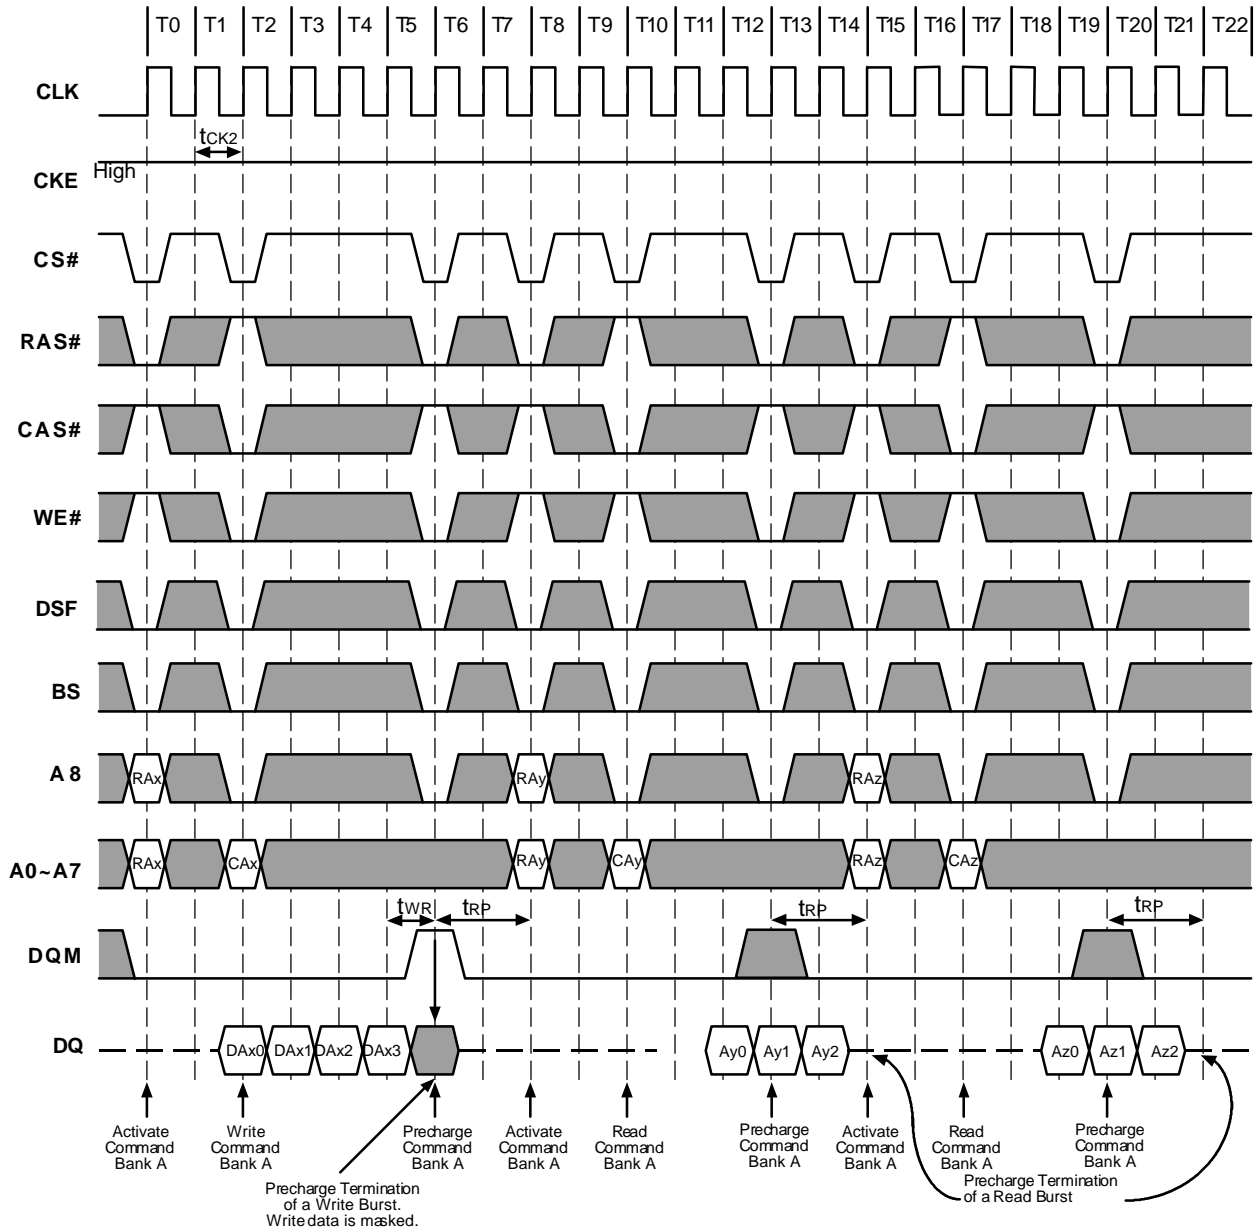 T0 T1 T2 T3 T4 T5 T6 T7 T8 T9 T10 T11 T12 T13 T14 T15 T16 T17 T18 T19 T20 T21 T22
CLK
tCK2
High
CKE
CS#
RAS#
CAS#
WE#
DSF
BS
A8
RAx RAy RAz
A0~A7
RAx CAx RAy CAy RAz CAz
tWR tRP tRP tRP
DQM
DQ
DAx0 DAx1 DAx2 DAx3 Ay0 Ay1 Ay2 Az0 Az1 Az2
Activate
Command
Bank A
Write
Command
Bank A
Precharge
Command
Bank A
Activate
Command
Bank A
Read
Command
Bank A
Precharge
Command
Bank A
Activate
Command
Bank A
Read
Command
Bank A
Precharge
Command
Bank A
Precharge Termination
of a Write Burst.
Write data is masked.
Precharge Termination
of a Read Burst